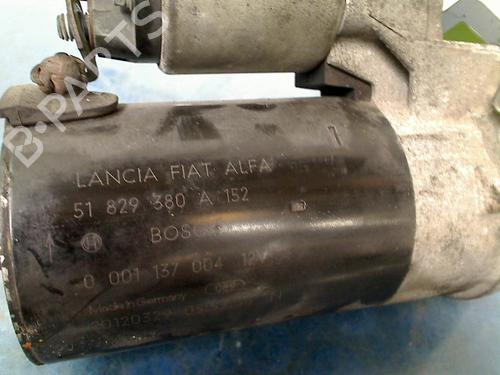 B-PARTS
LANCIA FIAT ALFA
51 829 380 A 152
BOSCH
0 001 137 004 12V
Made in Germany